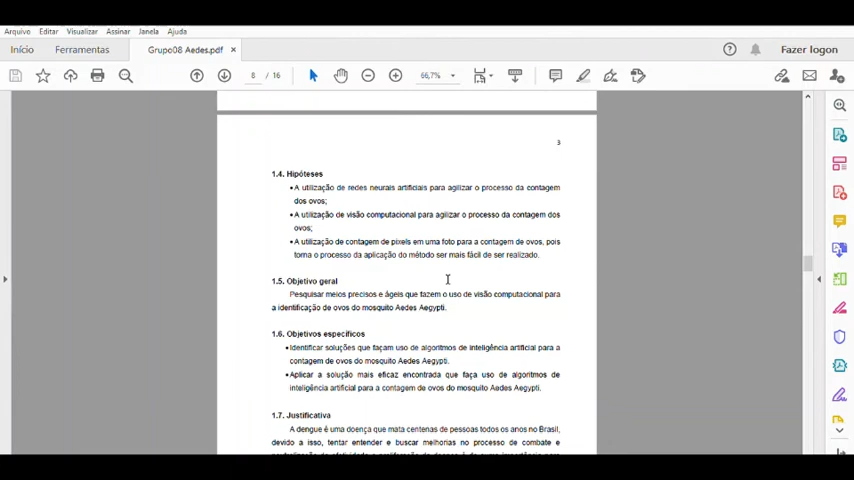 Arquivo Editar Visualizar Assinar Janela Ajuda
Início Ferramentas Grupo08 Aedes.pdf × Fazer logon
8 / 16 66,7%
3
1.4. Hipóteses
•A utilização de redes neurais artificiais para agilizar o processo da contagem
dos ovos;
•A utilização de visão computacional para agilizar o processo da contagem dos
ovos;
•A utilização de contagem de pixels em uma foto para a contagem de ovos, pois
torna o processo da aplicação do método ser mais fácil de ser realizado.
1.5. Objetivo geral
Pesquisar meios precisos e ágeis que fazem o uso de visão computacional para
a identificação de ovos do mosquito Aedes Aegypti.
1.6. Objetivos específicos
•Identificar soluções que façam uso de algoritmos de inteligência artificial para a
contagem de ovos do mosquito Aedes Aegypti.
•Aplicar a solução mais eficaz encontrada que faça uso de algoritmos de
inteligência artificial para a contagem de ovos do mosquito Aedes Aegypti.
1.7. Justificativa
A dengue é uma doença que mata centenas de pessoas todos os anos no Brasil,
devido a isso, tentar entender e buscar melhorias no processo de combate e